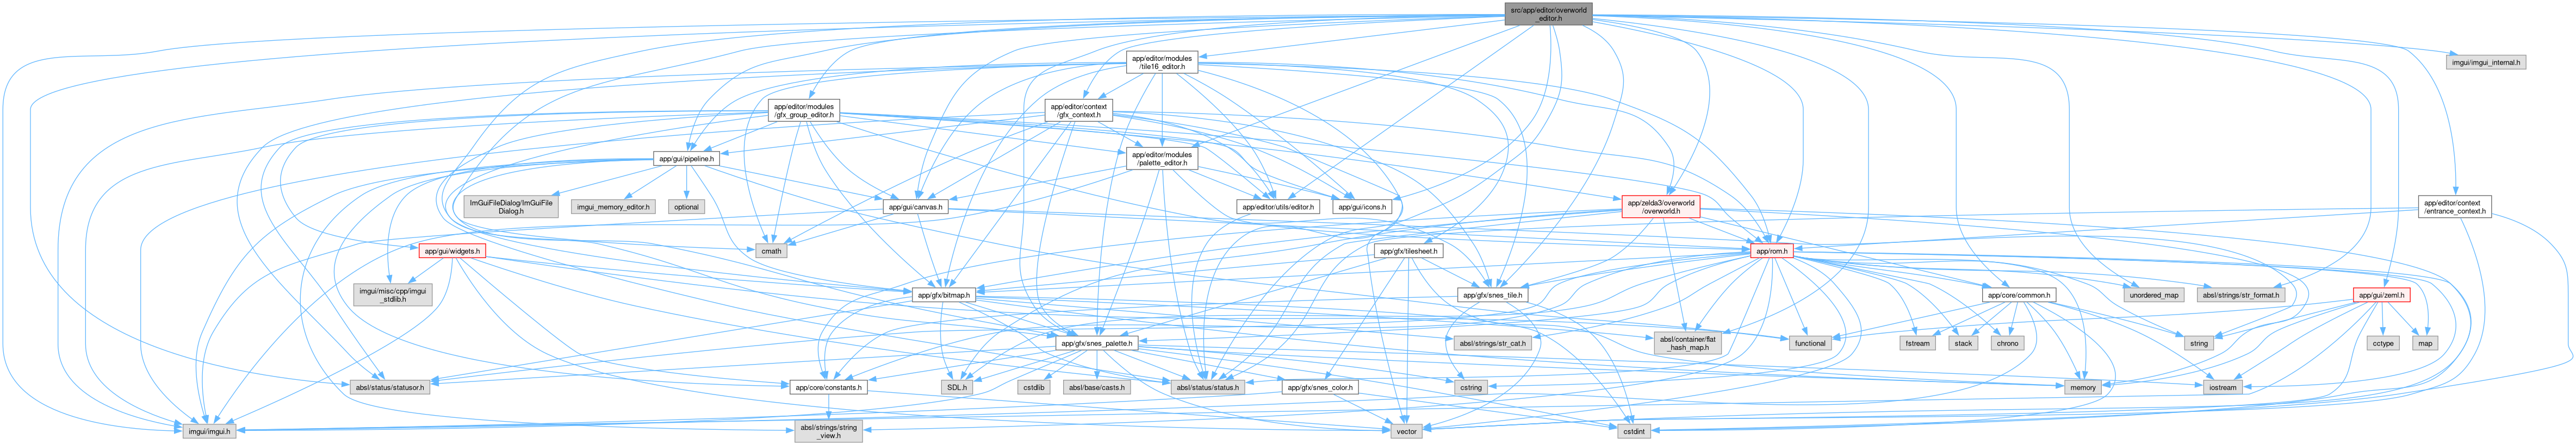 src/app/editor/overworld
_editor.h
imgui/imgui_internal.h
app/editor/modules
/tile16_editor.h
app/editor/modules
/gfx_group_editor.h
app/editor/context
/gfx_context.h
app/gui/pipeline.h
app/editor/modules
/palette_editor.h
ImGuiFileDialog/ImGuiFile
Dialog.h
imgui_memory_editor.h
optional
app/gui/canvas.h
app/editor/utils/editor.h
app/gui/icons.h
app/zelda3/overworld
/overworld.h
app/editor/context
/entrance_context.h
app/gui/widgets.h
cmath
app/gfx/tilesheet.h
app/rom.h
imgui/misc/cpp/imgui
_stdlib.h
app/gfx/bitmap.h
app/gfx/snes_tile.h
app/core/common.h
unordered_map
absl/strings/str_format.h
app/gui/zeml.h
app/gfx/snes_palette.h
absl/strings/str_cat.h
absl/container/flat
_hash_map.h
functional
fstream
stack
chrono
string
cctype
map
absl/status/statusor.h
app/core/constants.h
SDL.h
cstdlib
absl/base/casts.h
absl/status/status.h
app/gfx/snes_color.h
cstring
memory
iostream
imgui/imgui.h
absl/strings/string
_view.h
vector
cstdint